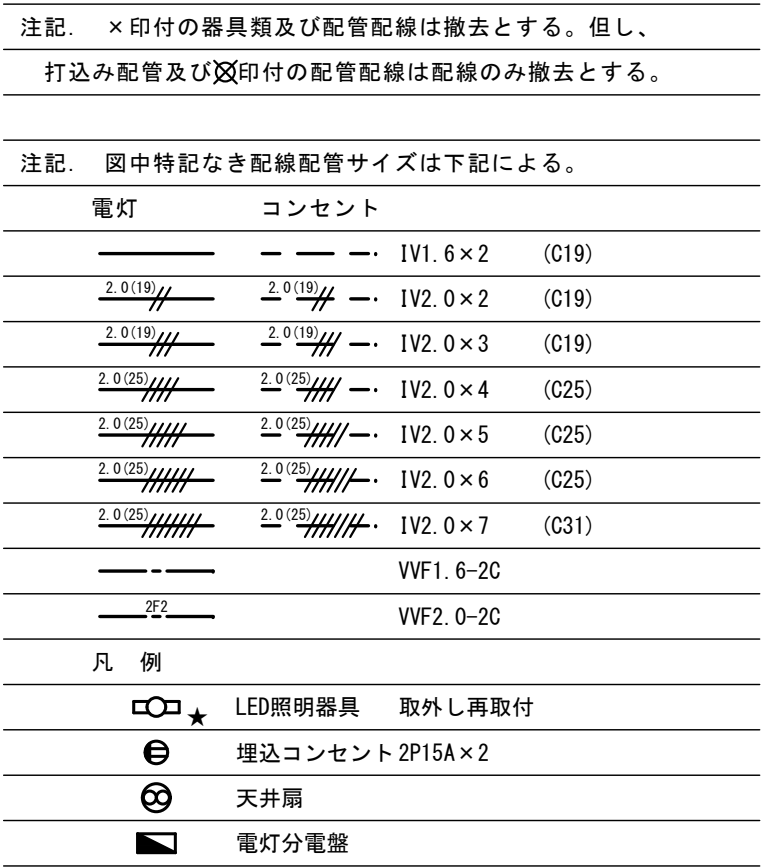 注記. ×印付の器具類及び配管配線は撤去とする。但し、
打込み配管及び印付の配管配線は配線のみ撤去とする。
注記. 図中特記なき配線配管サイズは下記による。
電灯 コンセント
IV1.6×2 (C19)
2.0(19) 2.0(19) IV2.0×2 (C19)
2.0(19) 2.0(19) IV2.0×3 (C19)
2.0(25) 2.0(25) IV2.0×4 (C25)
2.0(25) 2.0(25) IV2.0×5 (C25)
2.0(25) 2.0(25) IV2.0×6 (C25)
2.0(25) 2.0(25) IV2.0×7 (C31)
VVF1.6-2C
2F2 VVF2.0-2C
凡 例
★ LED照明器具 取外し再取付
埋込コンセント 2P15A×2
天井扇
電灯分電盤